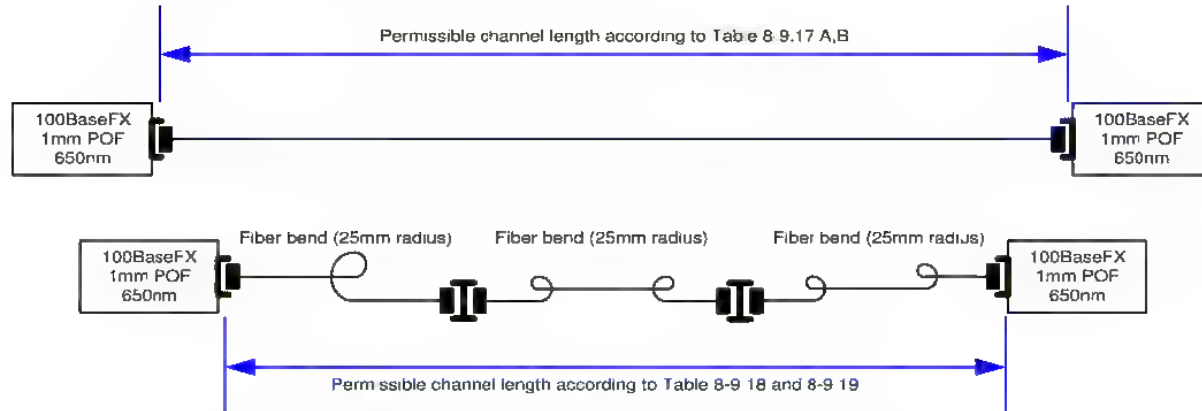 Permissible channel length according to Table 8-9.17 A,B
100BaseFX
1mm POF
650nm
100BaseFX
1mm POF
650nm
Fiber bend (25mm radius)
Fiber bend (25mm radius)
Fiber bend (25mm radius)
100BaseFX
1mm POF
650nm
100BaseFX
1mm POF
650nm
Permissible channel length according to Table 8-9 18 and 8-9 19